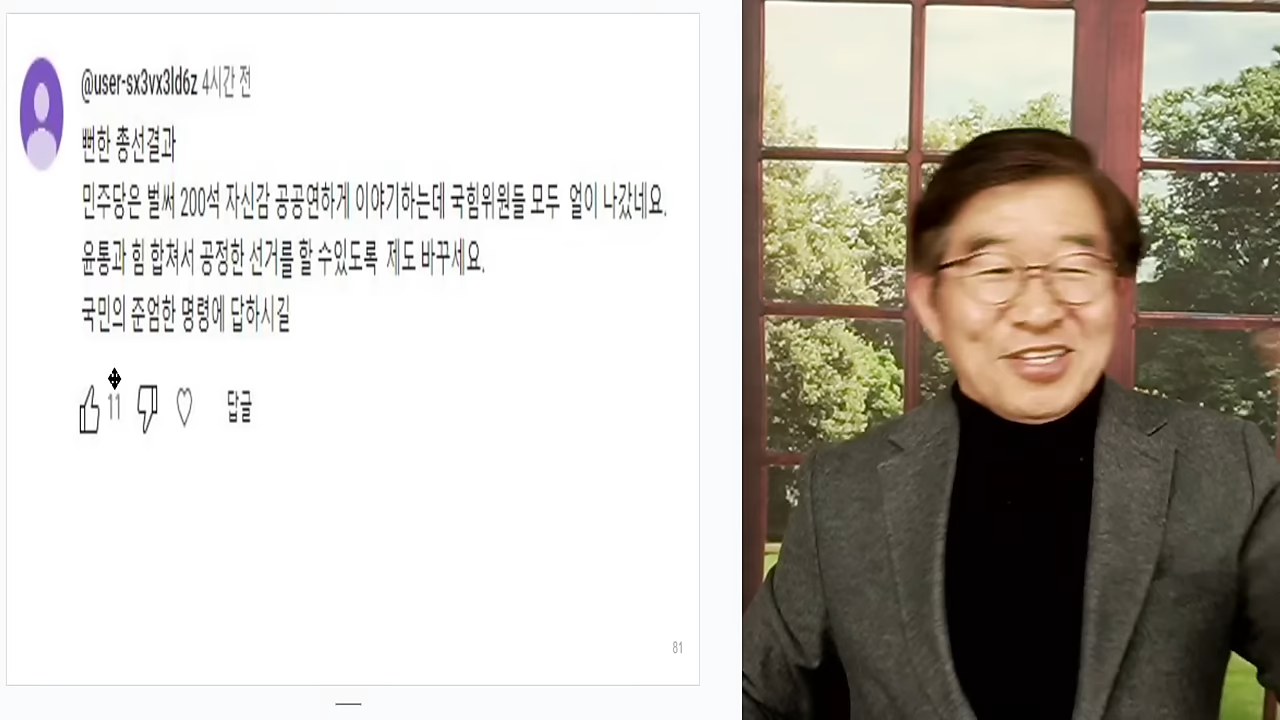 @user-sx3vx3ld6z 4시간 전
뻔한 총선결과
민주당은 벌써 200석 자신감 공공연하게 이야기하는데 국힘위원들 모두 얼이 나갔네요.
윤통과 힘 합쳐서 공정한 선거를 할 수있도록 제도 바꾸세요.
국민의 준엄한 명령에 답하시길
11 답글
81